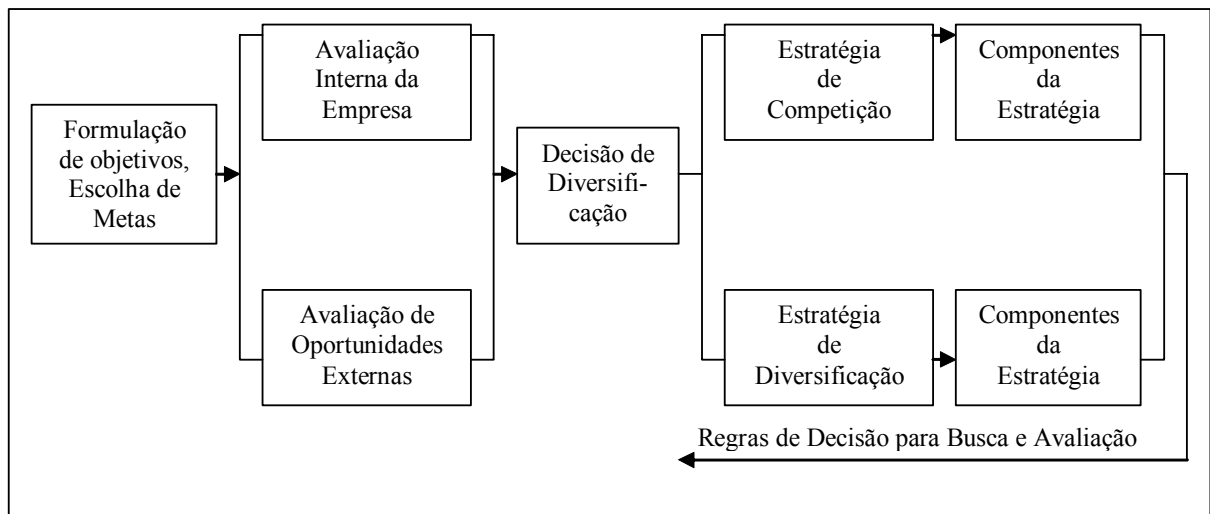 Formulação
de objetivos,
Escolha de
Metas
Avaliação
Interna da
Empresa
Avaliação de
Oportunidades
Externas
Decisão de
Diversifi-
cação
Estratégia
de
Competição
Componentes
da
Estratégia
Estratégia
de
Diversificação
Componentes
da
Estratégia
Regras de Decisão para Busca e Avaliação